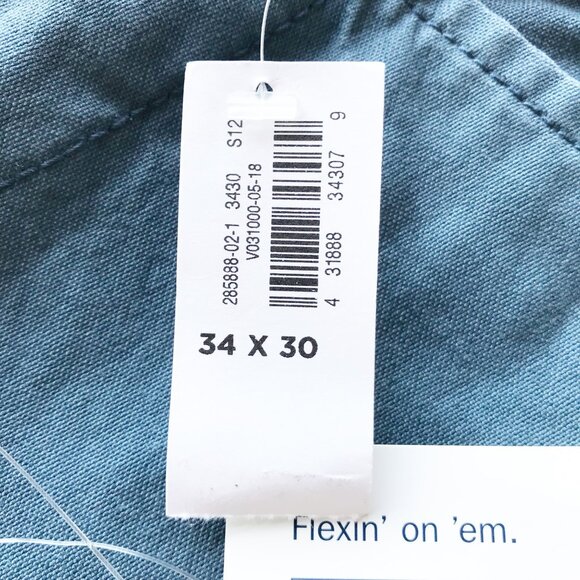 285888-02-1 3430 S12
V031000-05-18
4 31888 34307 9
34 X 30
Flexin' on 'em.